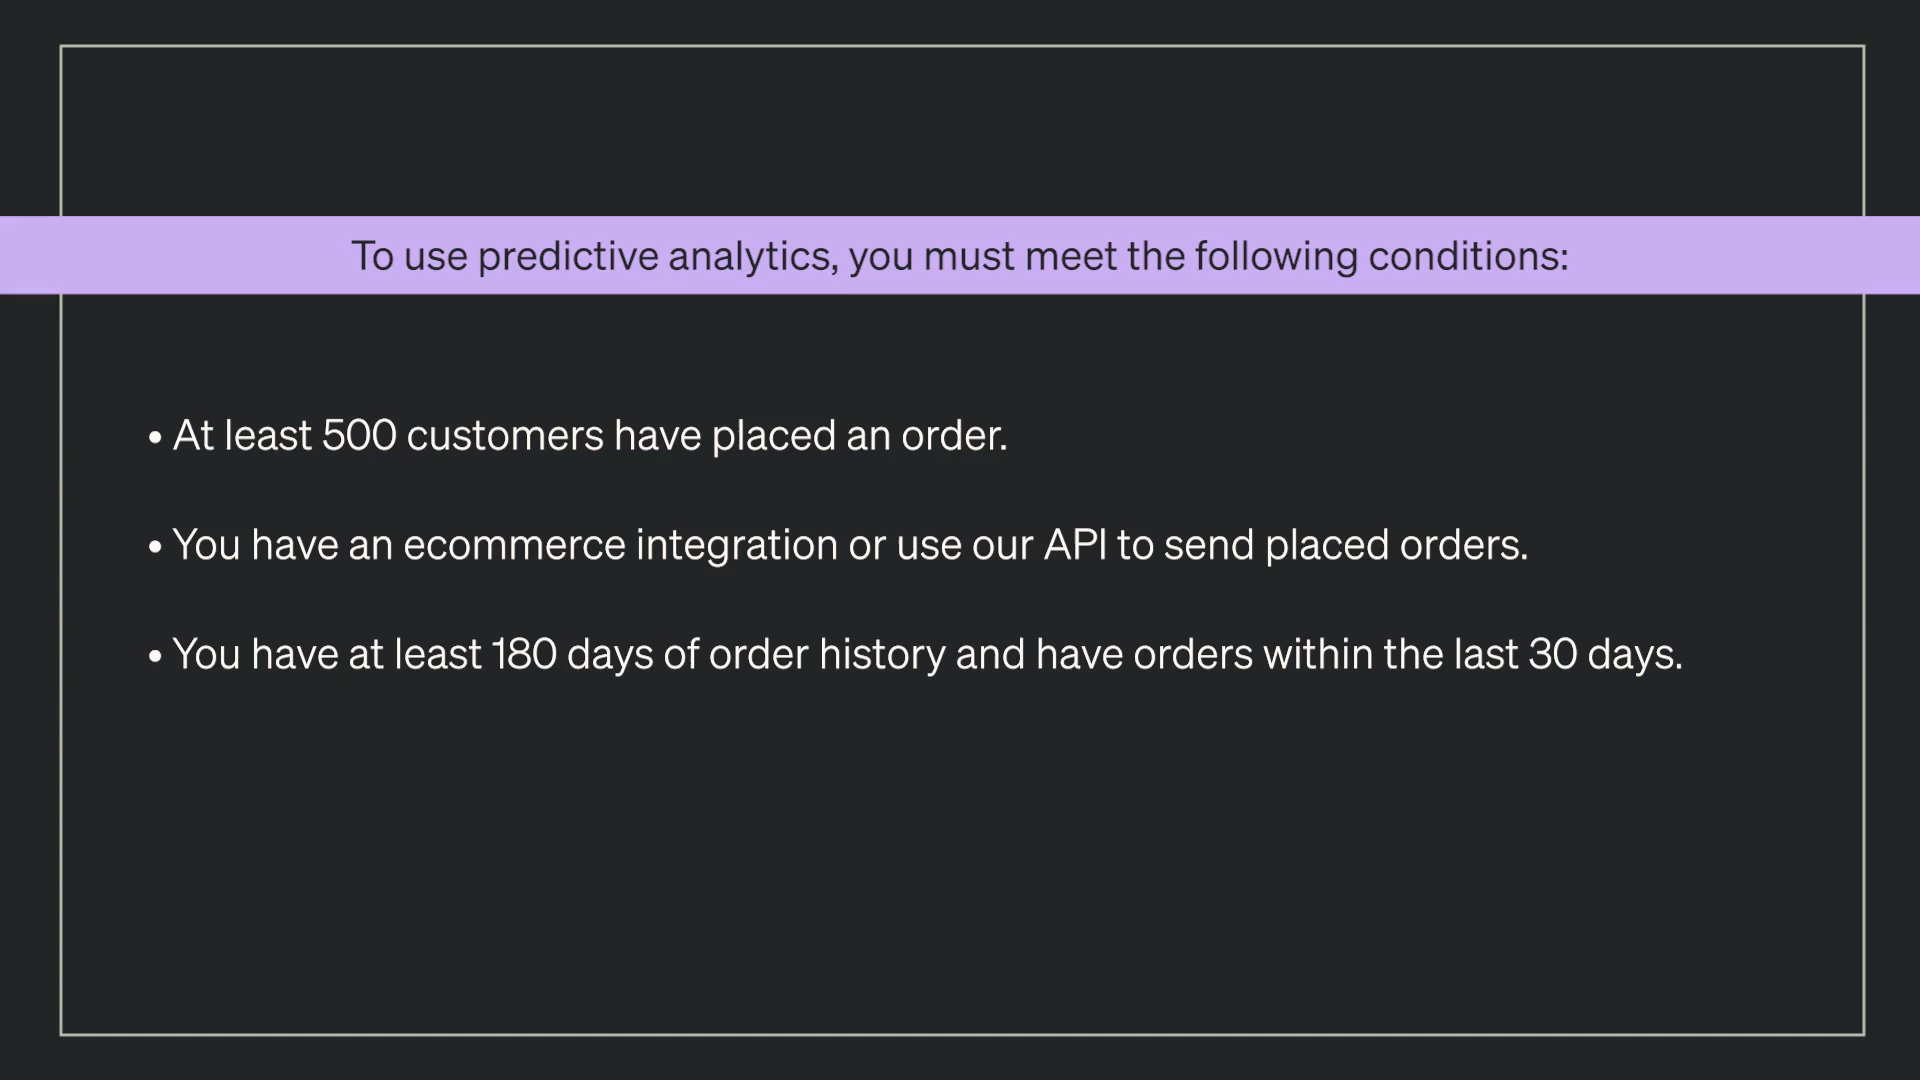 To use predictive analytics, you must meet the following conditions:
• At least 500 customers have placed an order.
• You have an ecommerce integration or use our API to send placed orders.
• You have at least 180 days of order history and have orders within the last 30 days.